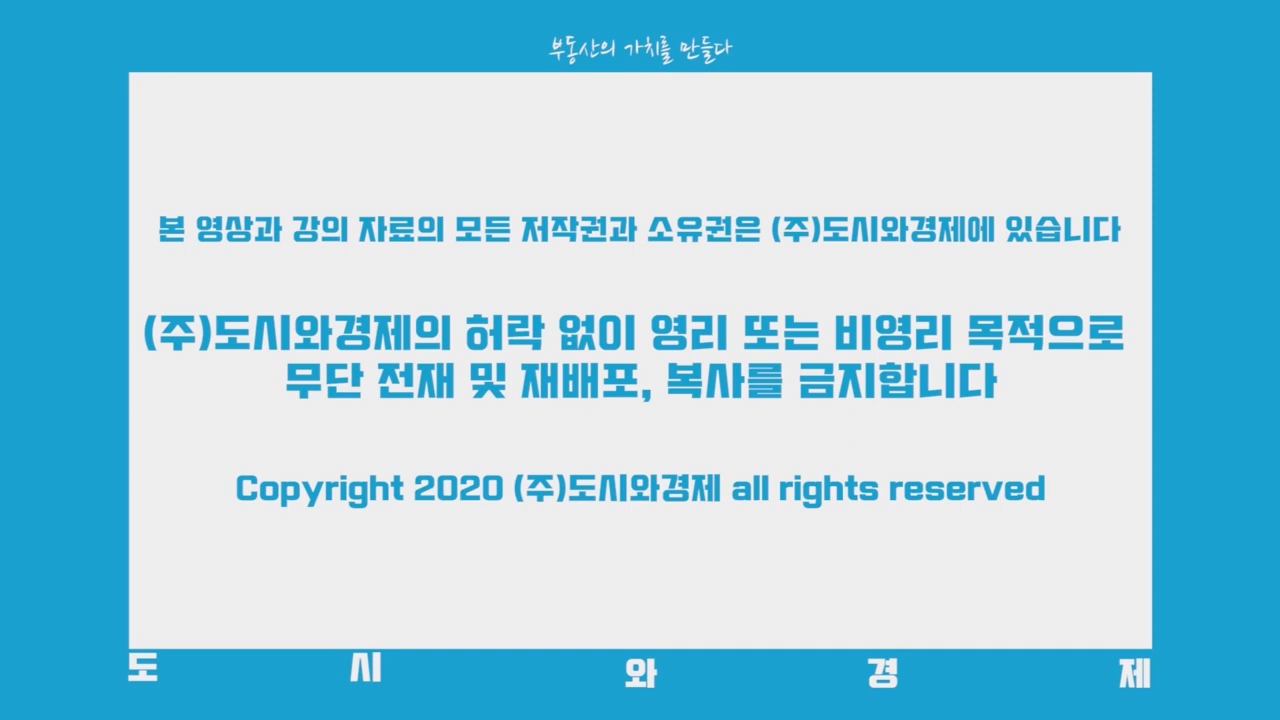 부동산의 가치를 만들다
본 영상과 강의 자료의 모든 저작권과 소유권은 (주)도시와경제에 있습니다
(주)도시와경제의 허락 없이 영리 또는 비영리 목적으로
무단 전재 및 재배포, 복사를 금지합니다
Copyright 2020 (주)도시와경제 all rights reserved
도 시 와 경 제